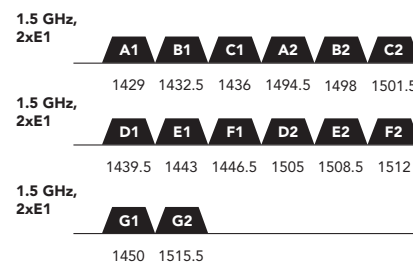 1.5 GHz,
2xE1
A1 B1 C1 A2 B2 C2
1429 1432.5 1436 1494.5 1498 1501.5
1.5 GHz,
2xE1
D1 E1 F1 D2 E2 F2
1439.5 1443 1446.5 1505 1508.5 1512
1.5 GHz,
2xE1
G1 G2
1450 1515.5